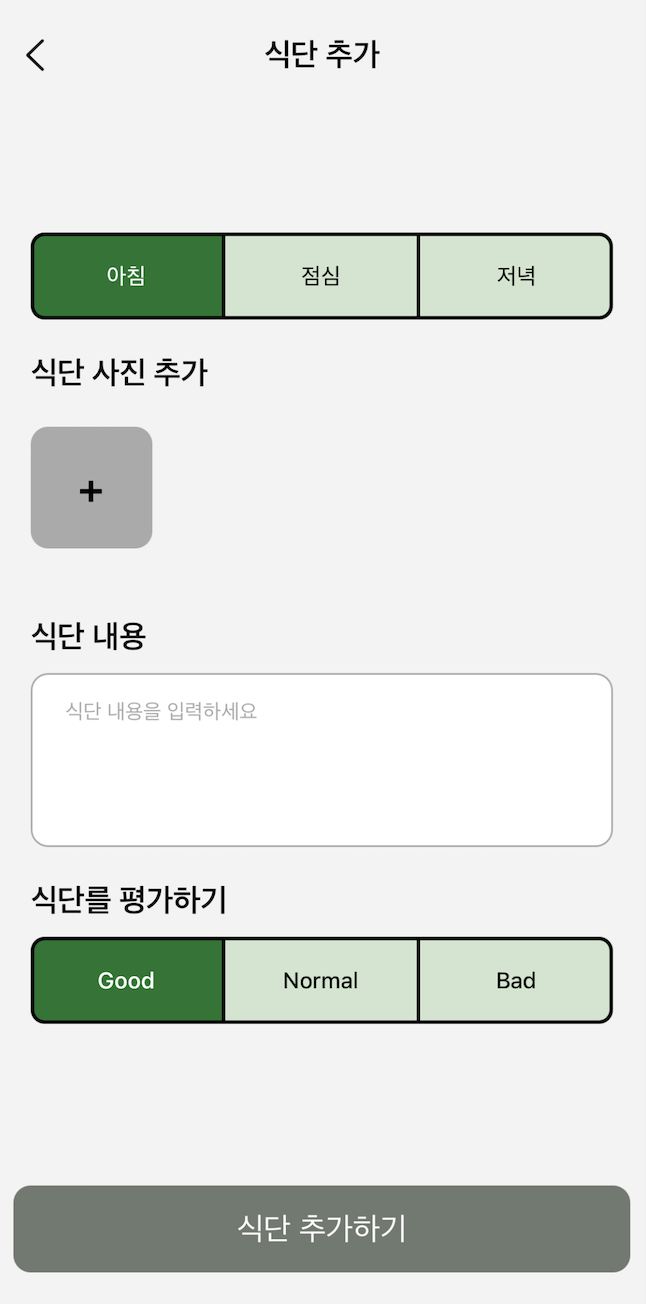 식단 추가
아침 점심 저녁
식단 사진 추가
+
식단 내용
식단 내용을 입력하세요
식단를 평가하기
Good Normal Bad
식단 추가하기